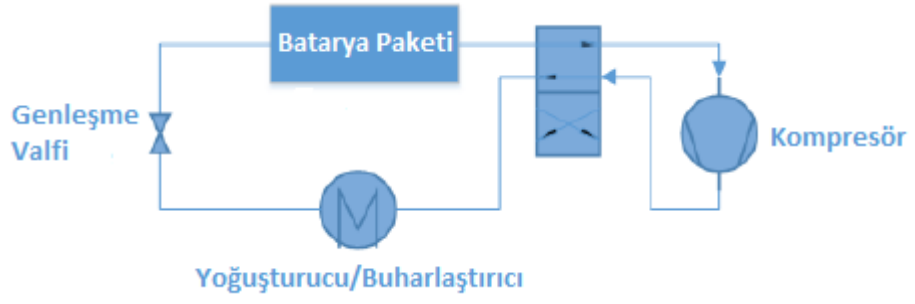 Batarya Paketi
Genleşme
Valfi
Kompresör
Yoğuşturucu/Buharlaştırıcı